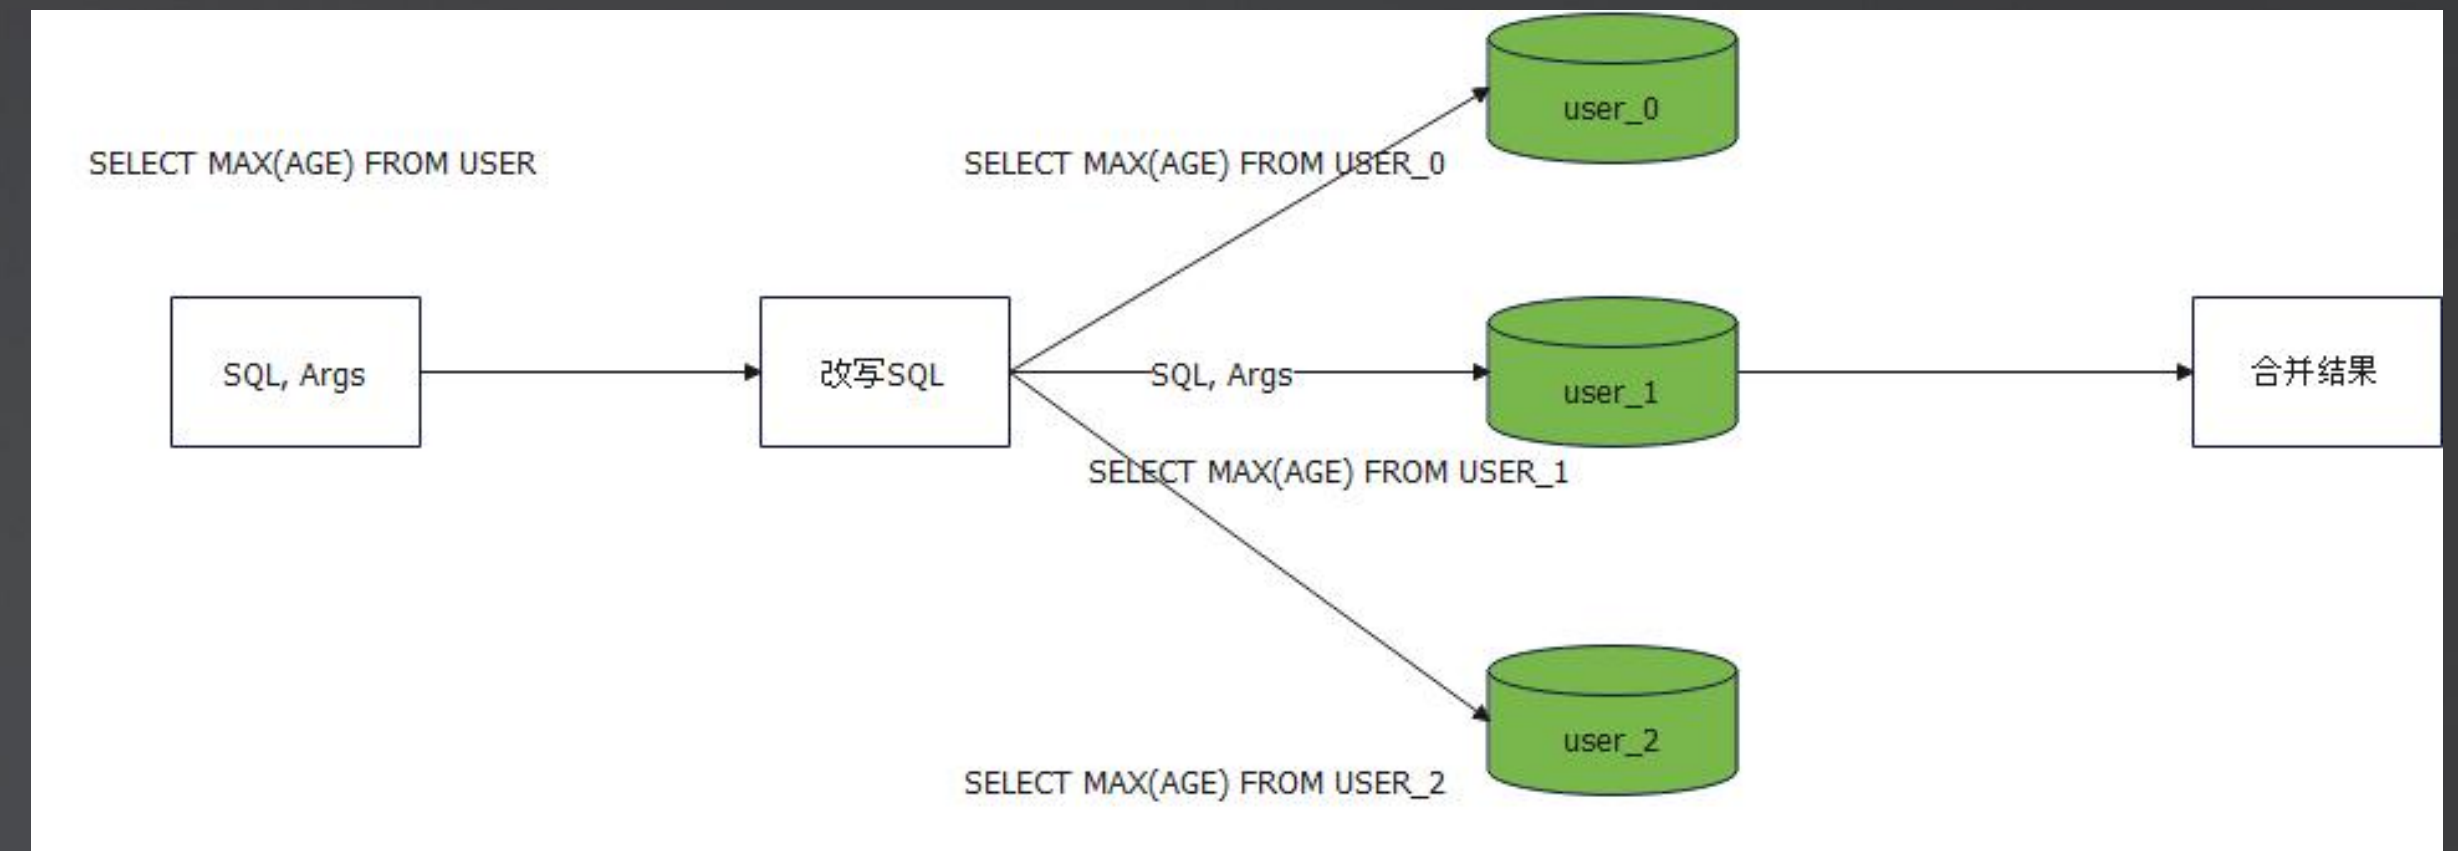 user_0
SELECT MAX(AGE) FROM USER
SELECT MAX(AGE) FROM USER_0
SQL, Args
改写SQL
SQL, Args
user_1
合并结果
SELECT MAX(AGE) FROM USER_1
user_2
SELECT MAX(AGE) FROM USER_2